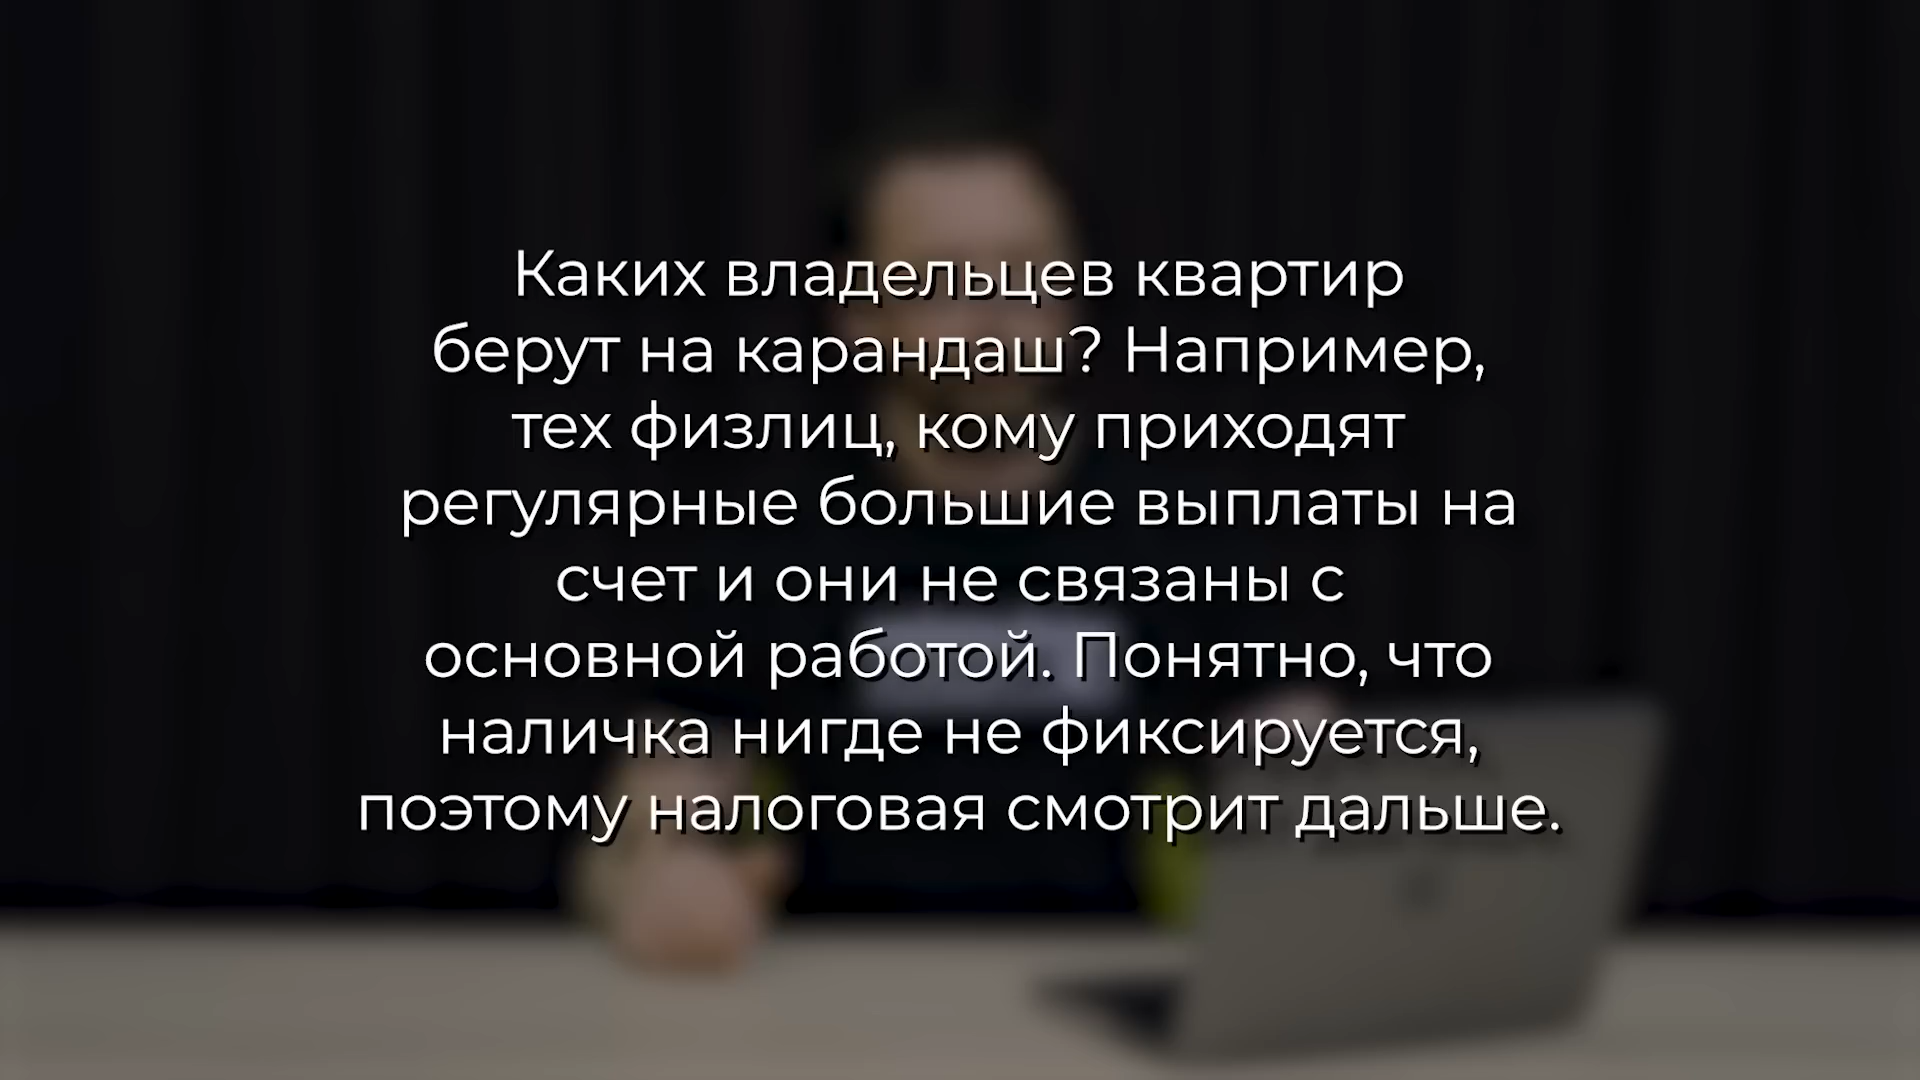 Каких владельцев квартир
берут на карандаш? Например,
тех физлиц, кому приходят
регулярные большие выплаты на
счет и они не связаны с
основной работой. Понятно, что
наличка нигде не фиксируется,
поэтому налоговая смотрит дальше.